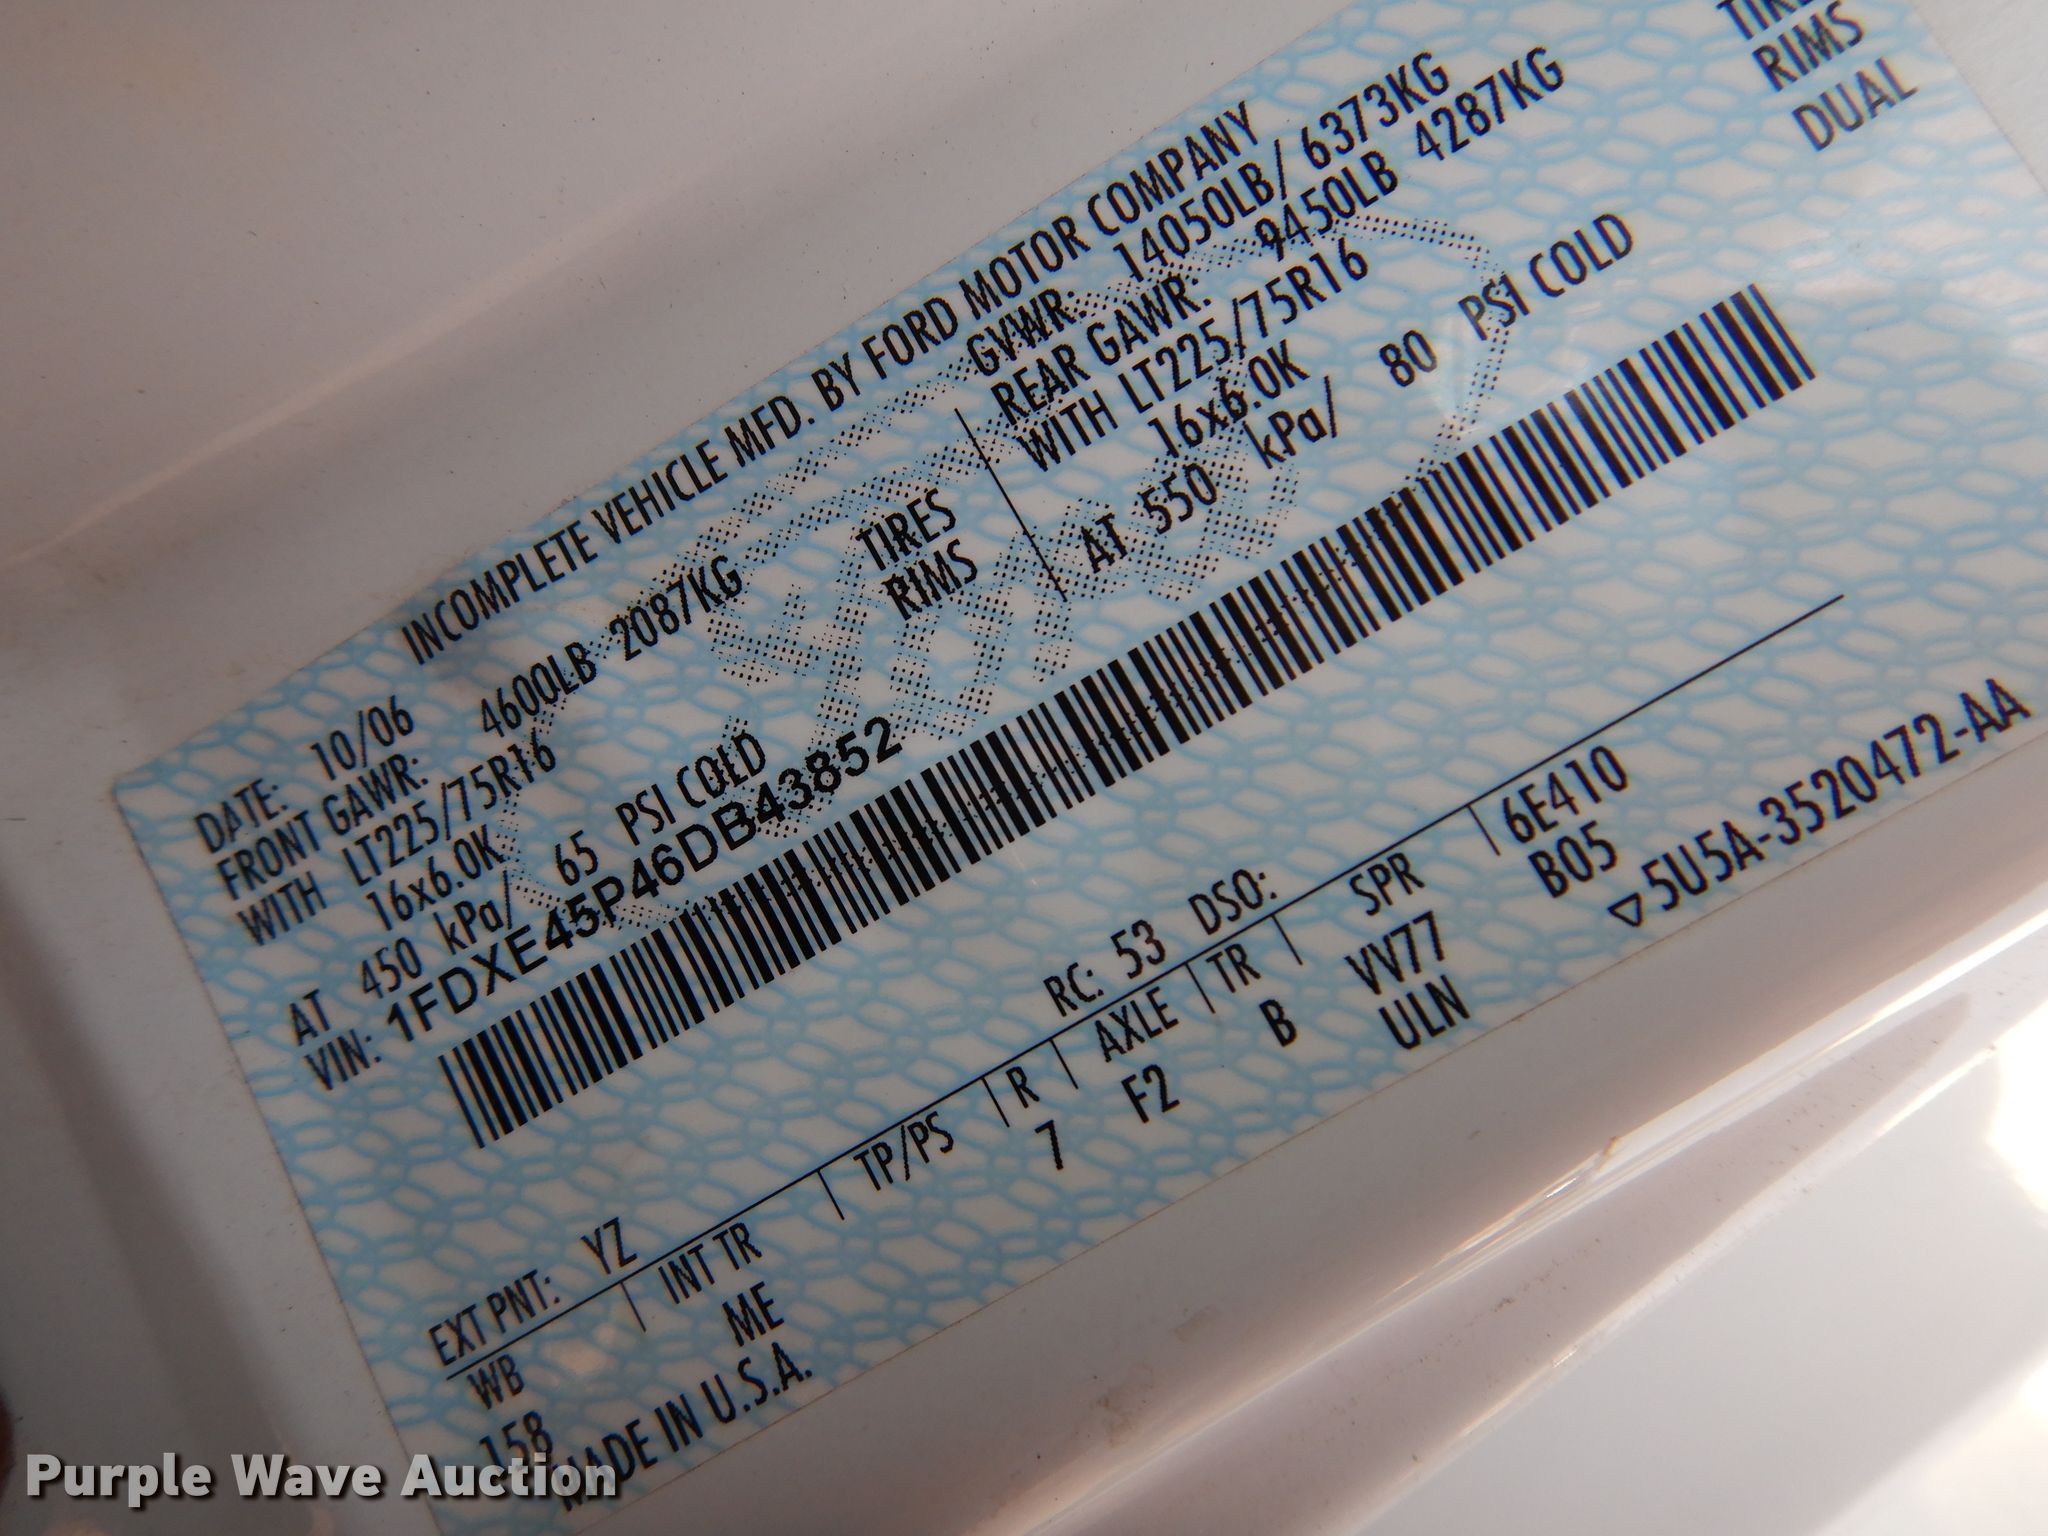 INCOMPLETE VEHICLE MFD. BY FORD MOTOR COMPANY
DATE: 10/06 GVWR: 14050LB/ 6373KG
FRONT GAWR: 4600LB 2087KG REAR GAWR: 9450LB 4287KG
WITH LT225/75R16 TIRES WITH LT225/75R16
16x6.0K RIMS 16x6.0K RIMS
AT 450 kPa/ 65 PSI COLD AT 550 kPa/ 80 PSI COLD DUAL
VIN: 1FDXE45P46DB43852
EXT PNT: YZ RC: 53 DSO:
WB INT TR TP/PS R AXLE TR SPR 6E410
158 ME 7 F2 B VV77 B05
MADE IN U.S.A. ULN ▽5U5A-3520472-AA
Purple Wave Auction